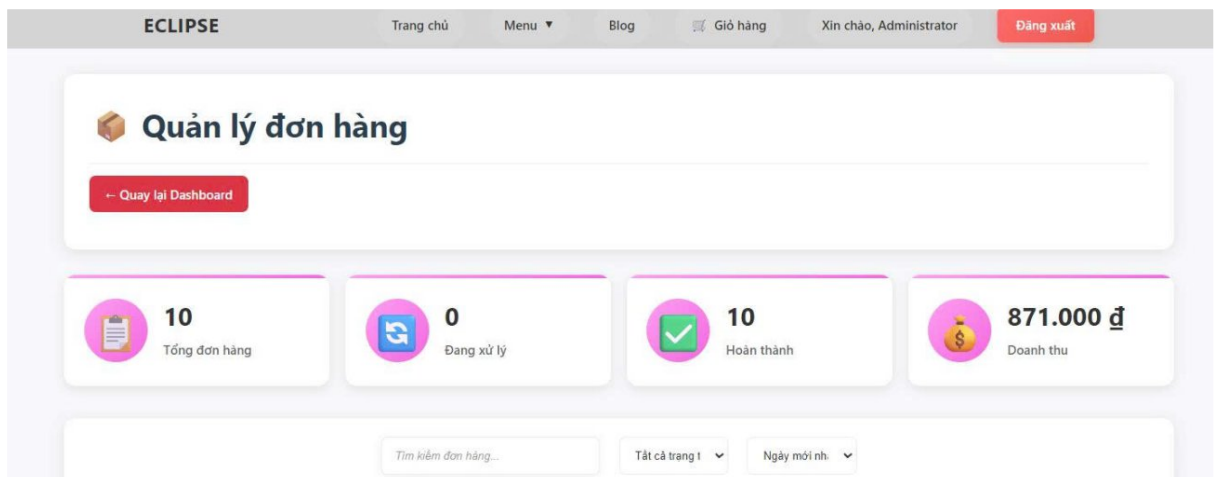 ECLIPSE Trang chủ Menu ▼ Blog Giỏ hàng Xin chào, Administrator Đăng xuất
Quản lý đơn hàng
← Quay lại Dashboard
10
Tổng đơn hàng
0
Đang xử lý
10
Hoàn thành
871.000 ₫
Doanh thu
Tìm kiếm đơn hàng... Tất cả trạng t Ngày mới nh